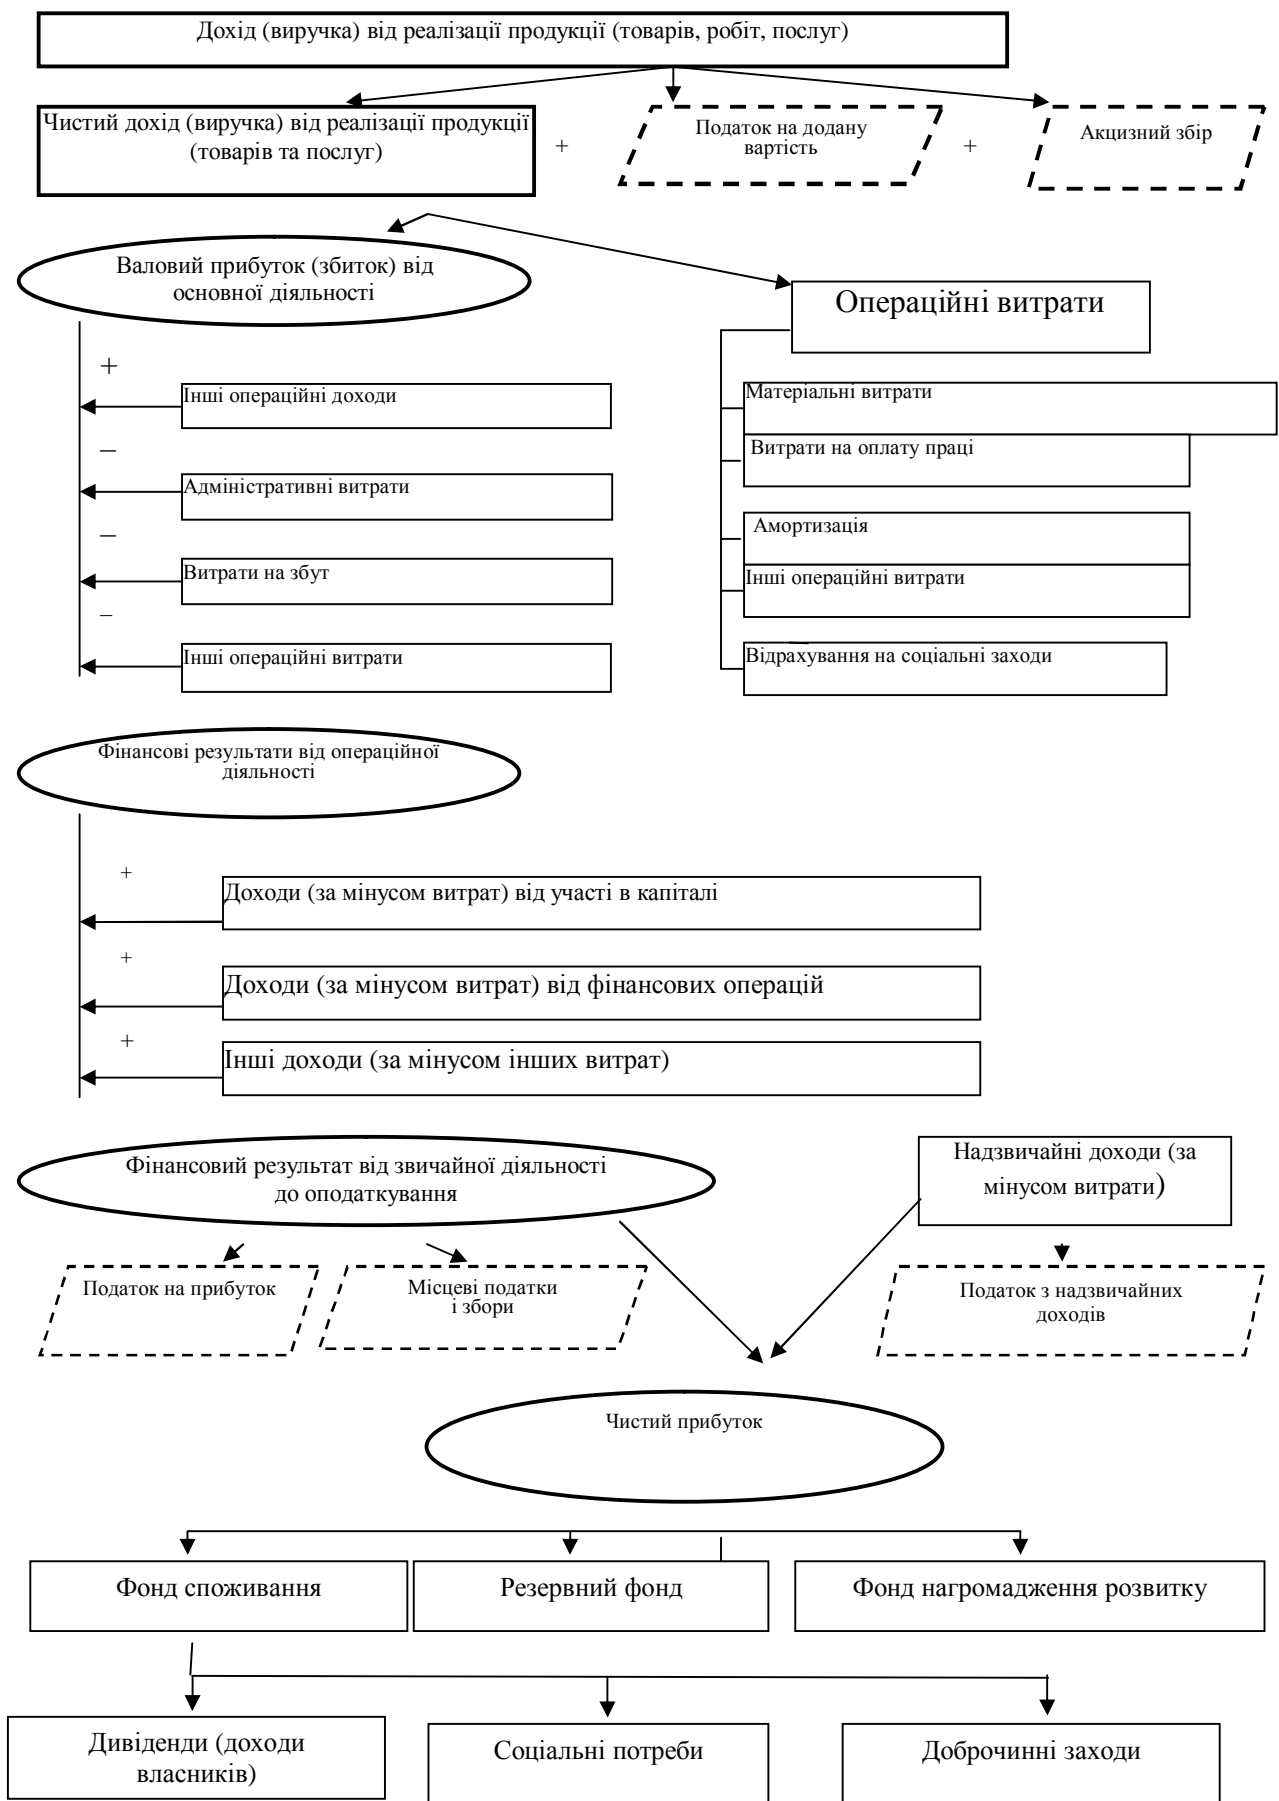 Дохід (виручка) від реалізації продукції (товарів, робіт, послуг)
Чистий дохід (виручка) від реалізації продукції
(товарів та послуг)
+
Податок на додану
вартість
+
Акцизний збір
Валовий прибуток (збиток) від
основної діяльності
Операційні витрати
+
Інші операційні доходи
–
Адміністративні витрати
–
Витрати на збут
–
Інші операційні витрати
Матеріальні витрати
Витрати на оплату праці
Амортизація
Інші операційні витрати
Відрахування на соціальні заходи
Фінансові результати від операційної
діяльності
+
Доходи (за мінусом витрат) від участі в капіталі
+
Доходи (за мінусом витрат) від фінансових операцій
+
Інші доходи (за мінусом інших витрат)
Фінансовий результат від звичайної діяльності
до оподаткування
Надзвичайні доходи (за
мінусом витрати)
Податок на прибуток
Місцеві податки
і збори
Податок з надзвичайних
доходів
Чистий прибуток
Фонд споживання
Резервний фонд
Фонд нагромадження розвитку
Дивіденди (доходи
власників)
Соціальні потреби
Доброчинні заходи